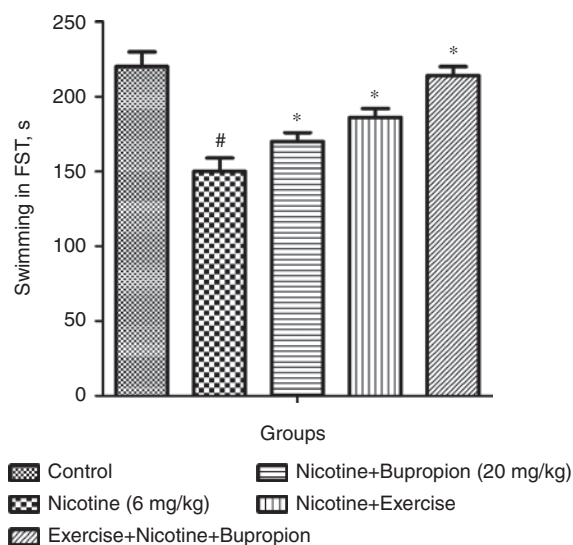 250
200
150
100
50
0
Swimming in FST, s
#
*
*
*
Groups
Control
Nicotine+Bupropion (20 mg/kg)
Nicotine (6 mg/kg)
Nicotine+Exercise
Exercise+Nicotine+Bupropion